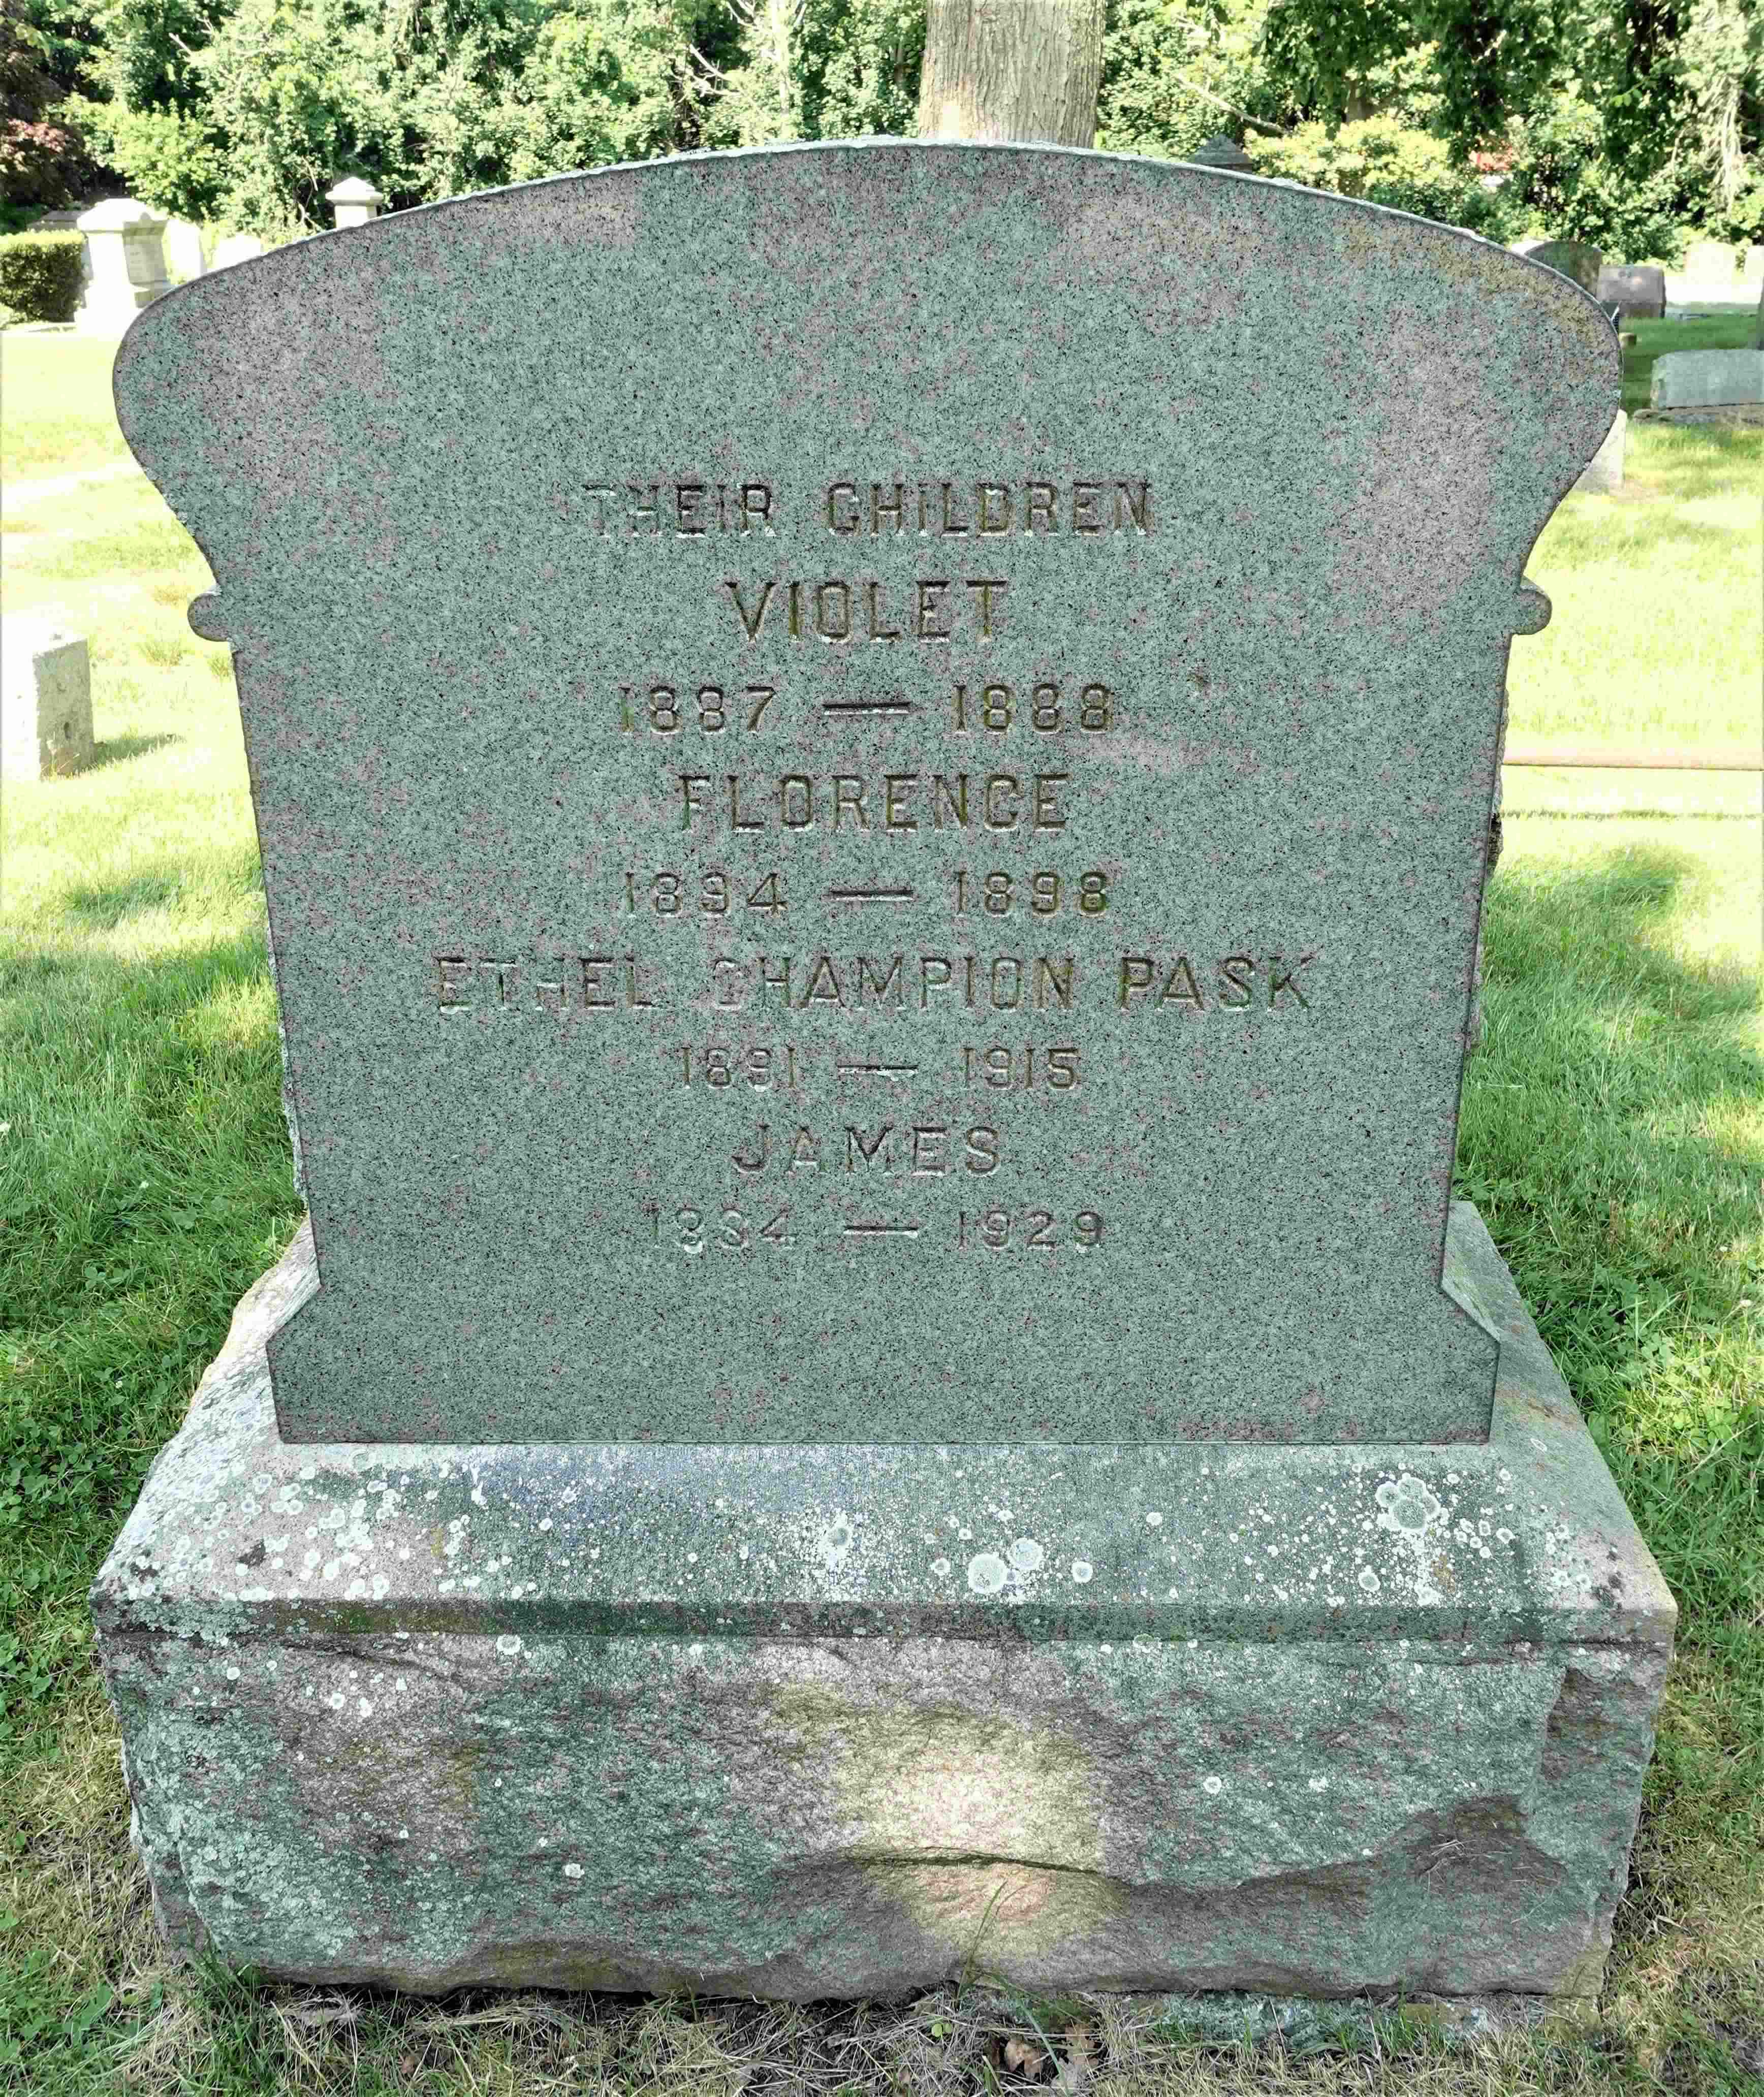 THEIR CHILDREN
VIOLET
1887 — 1888
FLORENCE
1894 — 1898
ETHEL CHAMPION PASK
1891 — 1915
JAMES
1884 — 1929